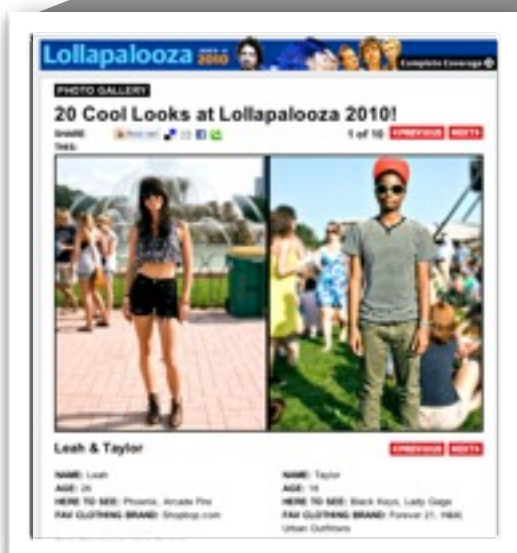 Lollapalooza 2010
Complete Coverage
PHOTO GALLERY
20 Cool Looks at Lollapalooza 2010!
SHARE THIS:
1 of 10 PREVIOUS NEXT
Leah & Taylor
PREVIOUS NEXT
NAME: Leah
AGE: 26
HERE TO SEE: Phoenix, Arcade Fire
FAV CLOTHING BRAND: Shopbop.com
NAME: Taylor
HERE TO SEE: Black Keys, Lady Gaga
FAV CLOTHING BRAND: Forever 21, H&M,
Urban Outfitters